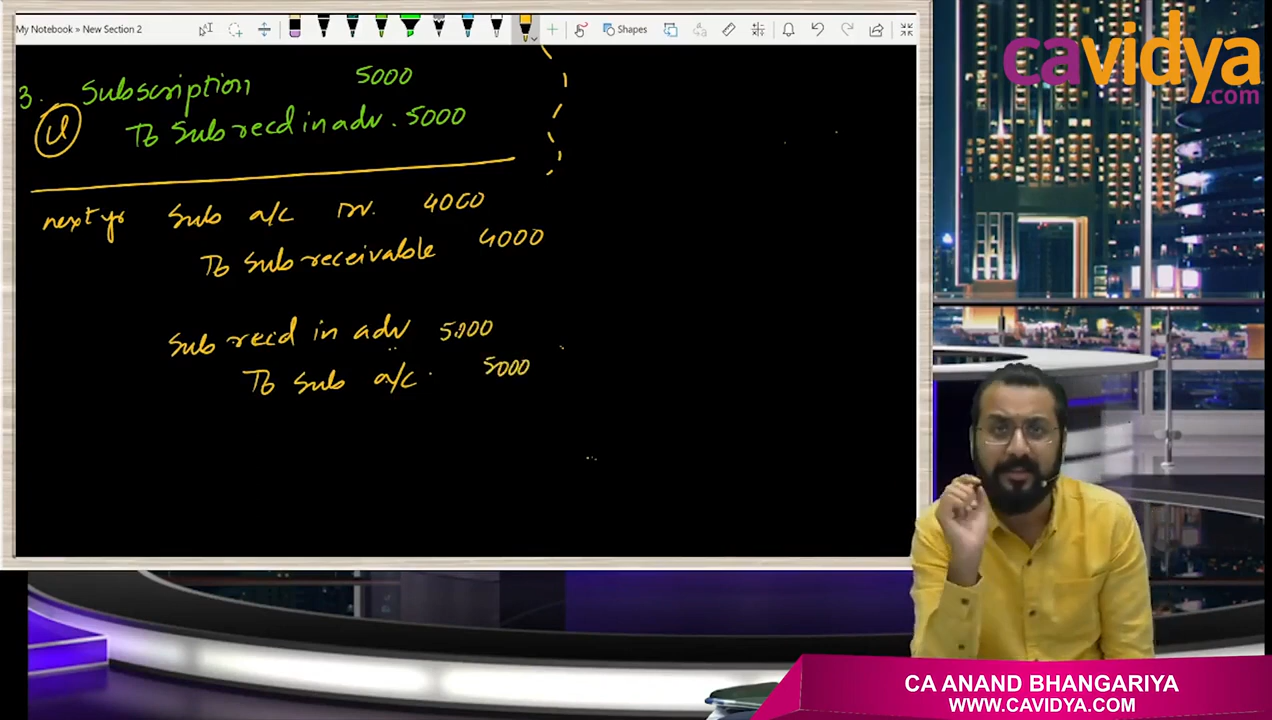 My Notebook » New Section 2
Shapes
cavidya
.com
3. Subscription 5000
To Sub recd in adv. 5000
next yr Sub a/c Dr. 4000
To Sub receivable 4000
Sub recd in adv 5000
To Sub a/c. 5000
CA ANAND BHANGARIYA
WWW.CAVIDYA.COM